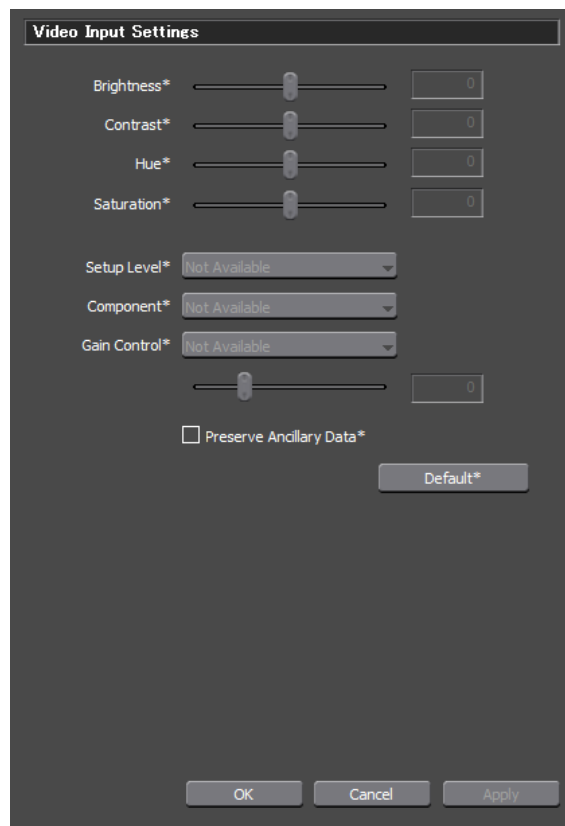 Video Input Settings
Brightness* 0
Contrast* 0
Hue* 0
Saturation* 0
Setup Level* Not Available
Component* Not Available
Gain Control* Not Available
0
Preserve Ancillary Data*
Default*
OK Cancel Apply